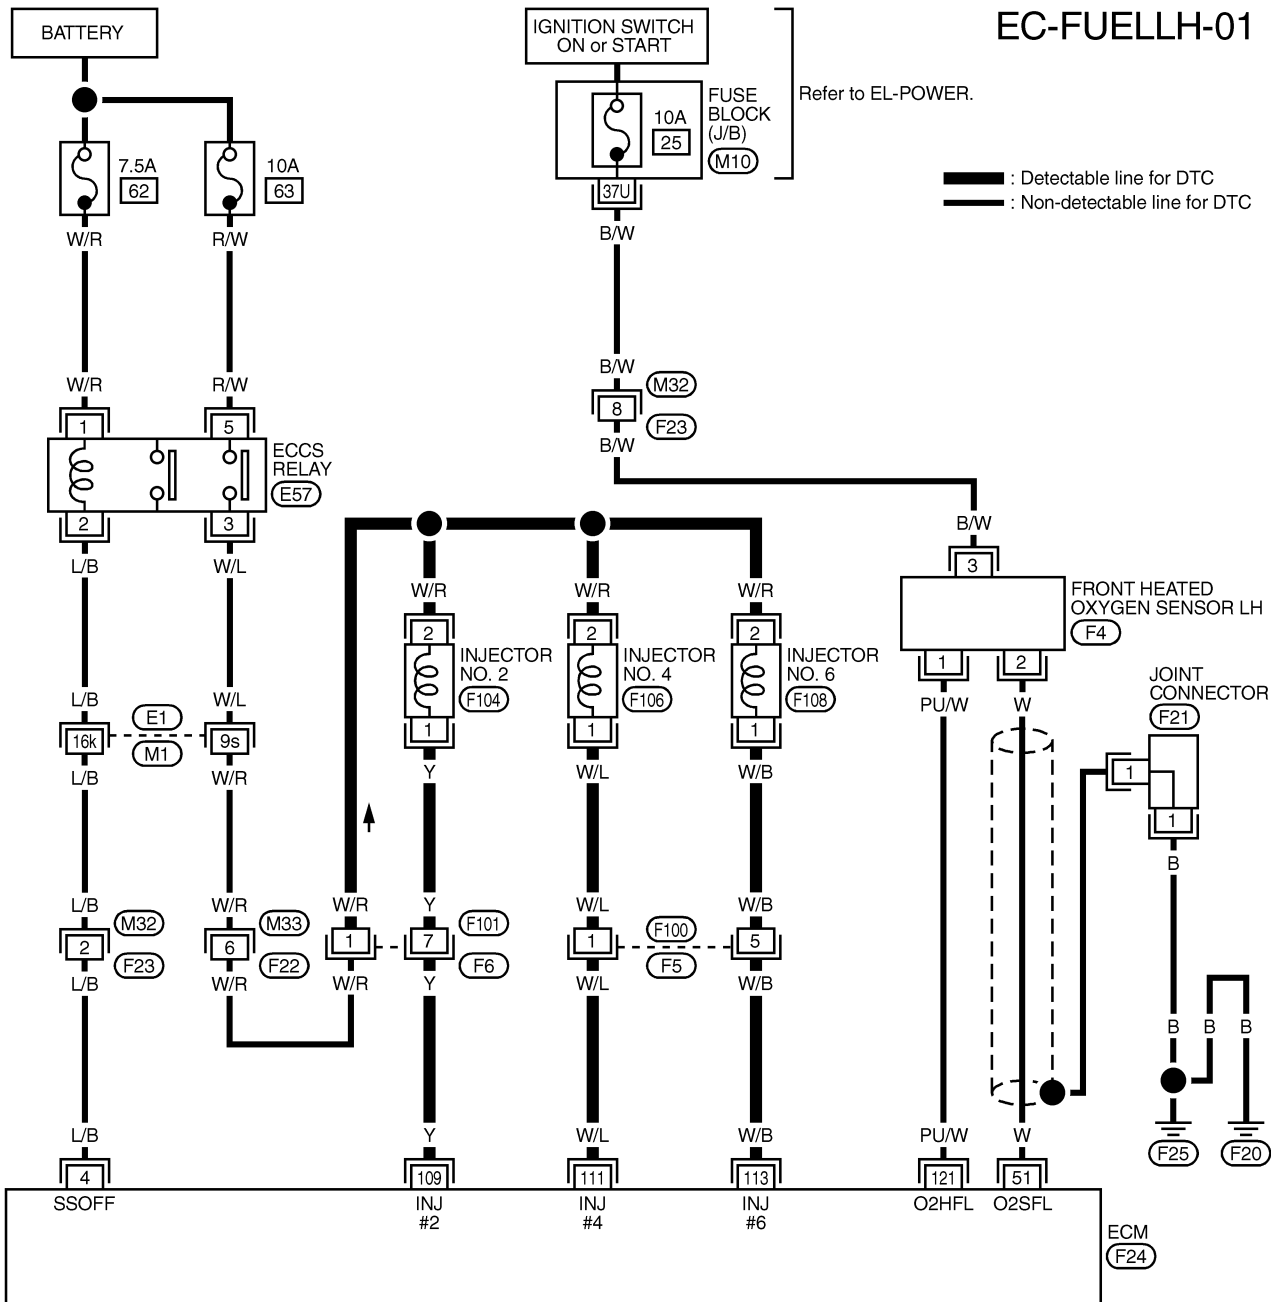 EC-FUELLH-01
BATTERY
IGNITION SWITCH
ON or START
Refer to EL-POWER.
FUSE
BLOCK
(J/B)
M10
10A
25
37U
: Detectable line for DTC
: Non-detectable line for DTC
7.5A
62
10A
63
W/R
R/W
B/W
W/R
R/W
B/W
M32
8
F23
B/W
1
5
ECCS
RELAY
E57
2
3
L/B
W/L
B/W
3
FRONT HEATED
OXYGEN SENSOR LH
F4
1
2
PU/W
W
W/R
W/R
W/R
2
2
2
INJECTOR
NO. 2
F104
INJECTOR
NO. 4
F106
INJECTOR
NO. 6
F108
1
1
1
Y
W/L
W/B
JOINT
CONNECTOR
F21
1
1
B
L/B
W/L
16k
E1
M1
9s
L/B
W/R
L/B
W/R
W/R
Y
W/L
W/B
M32
2
F23
M33
6
F22
1
7
F101
F6
1
F100
F5
5
L/B
W/R
W/R
Y
W/L
W/B
B
B
B
L/B
Y
W/L
W/B
PU/W
W
F25
F20
4
109
111
113
121
51
SSOFF
INJ
#2
INJ
#4
INJ
#6
O2HFL
O2SFL
ECM
F24